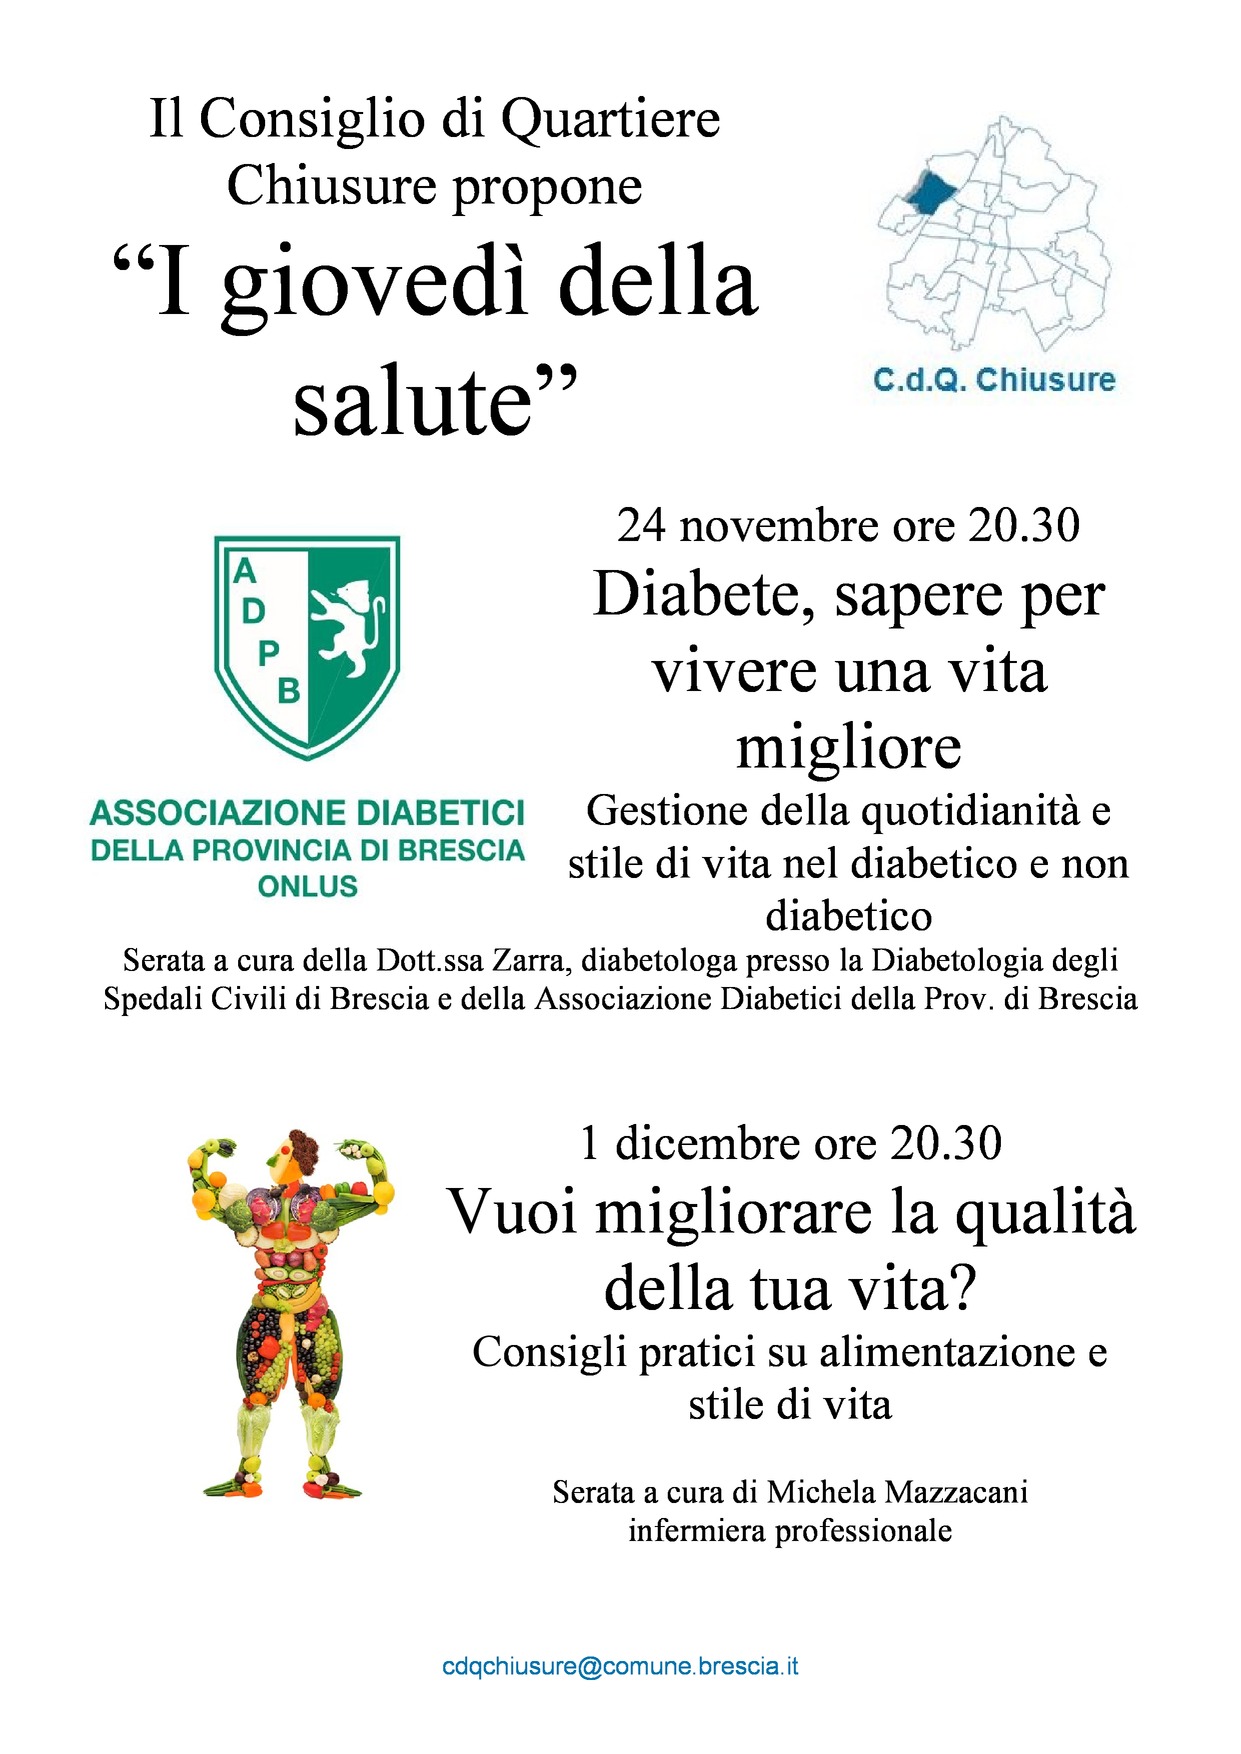 Il Consiglio di Quartiere
Chiusure propone
“I giovedì della
salute”
C.d.Q. Chiusure
A
D
P
B
ASSOCIAZIONE DIABETICI
DELLA PROVINCIA DI BRESCIA
ONLUS
24 novembre ore 20.30
Diabete, sapere per
vivere una vita
migliore
Gestione della quotidianità e
stile di vita nel diabetico e non
diabetico
Serata a cura della Dott.ssa Zarra, diabetologa presso la Diabetologia degli
Spedali Civili di Brescia e della Associazione Diabetici della Prov. di Brescia
1 dicembre ore 20.30
Vuoi migliorare la qualità
della tua vita?
Consigli pratici su alimentazione e
stile di vita
Serata a cura di Michela Mazzacani
infermiera professionale
cdqchiusure@comune.brescia.it